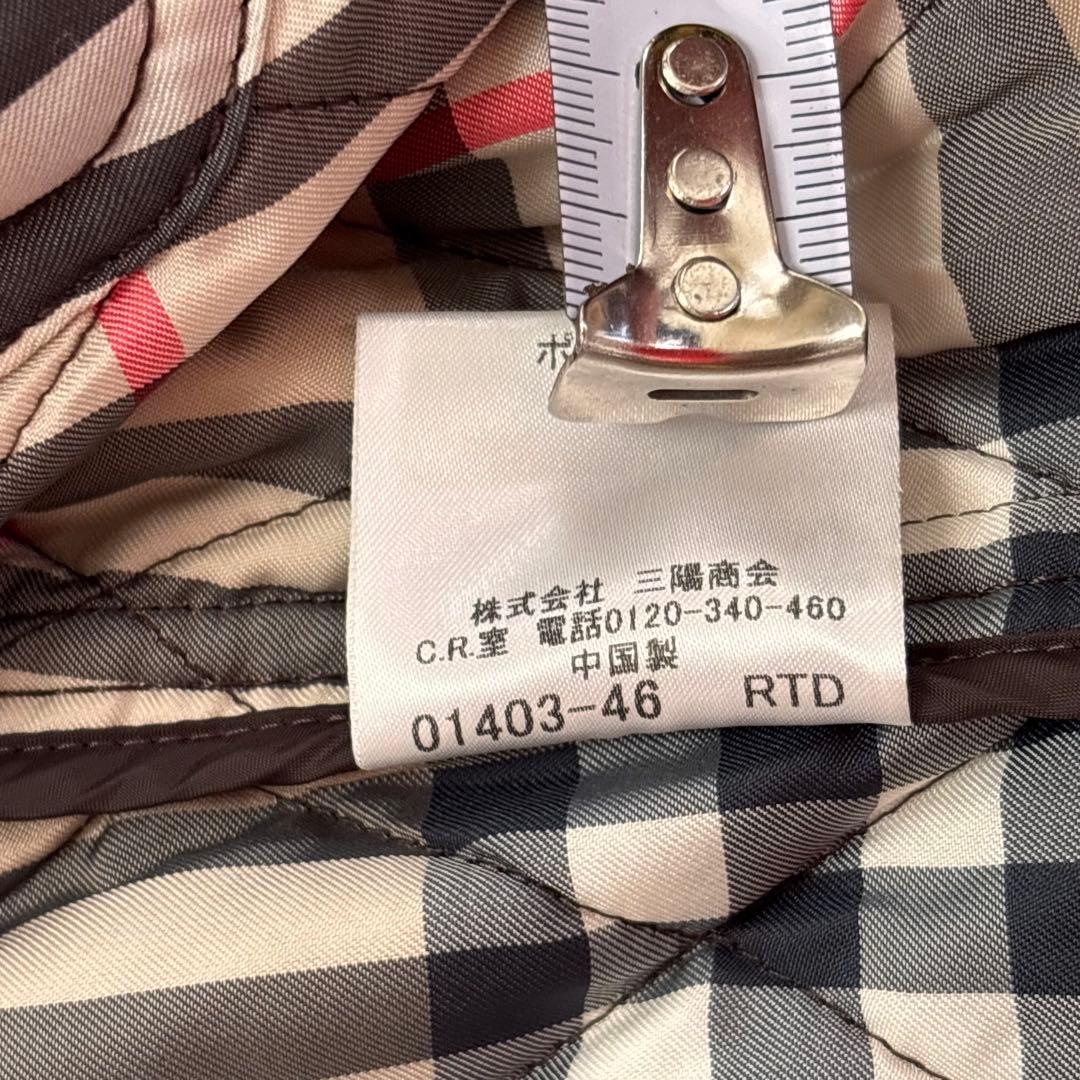 ポ
株式会社 三陽商会
C.R.室 電話0120-340-460
中国製
01403-46 RTD